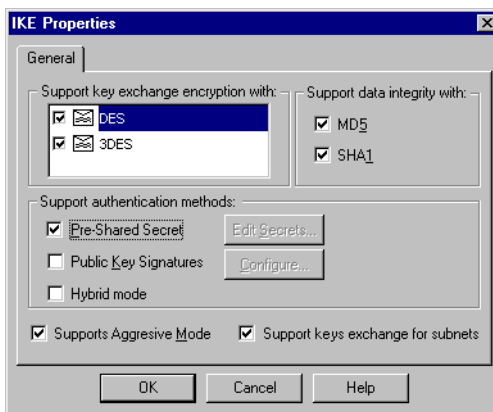 IKE Properties
General
Support key exchange encryption with:
DES
3DES
Support data integrity with:
MD5
SHA1
Support authentication methods:
Pre-Shared Secret
Edit Secrets...
Public Key Signatures
Configure...
Hybrid mode
Supports Aggresive Mode
Support keys exchange for subnets
OK
Cancel
Help